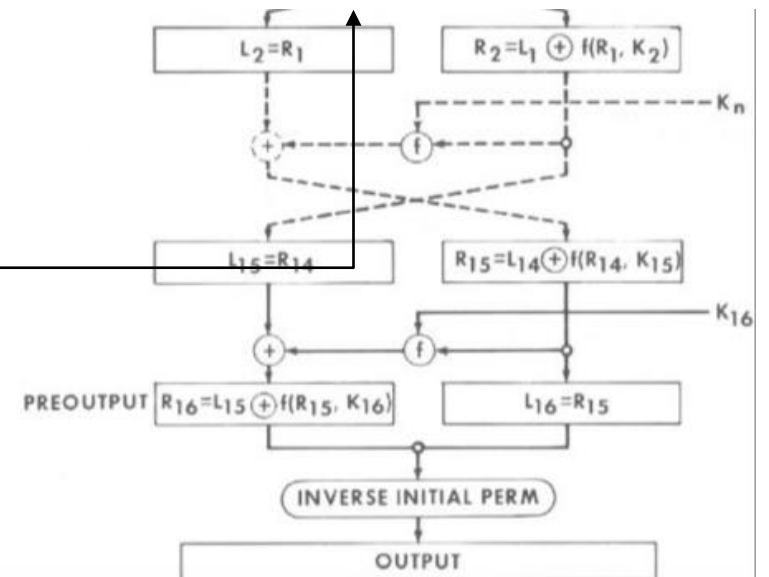 L2=R1
R2=L1 ⊕ f(R1, K2)
Kn
+
f
L15=R14
R15=L14⊕f(R14, K15)
K16
+
f
PREOUTPUT
R16=L15⊕f(R15, K16)
L16=R15
INVERSE INITIAL PERM
OUTPUT